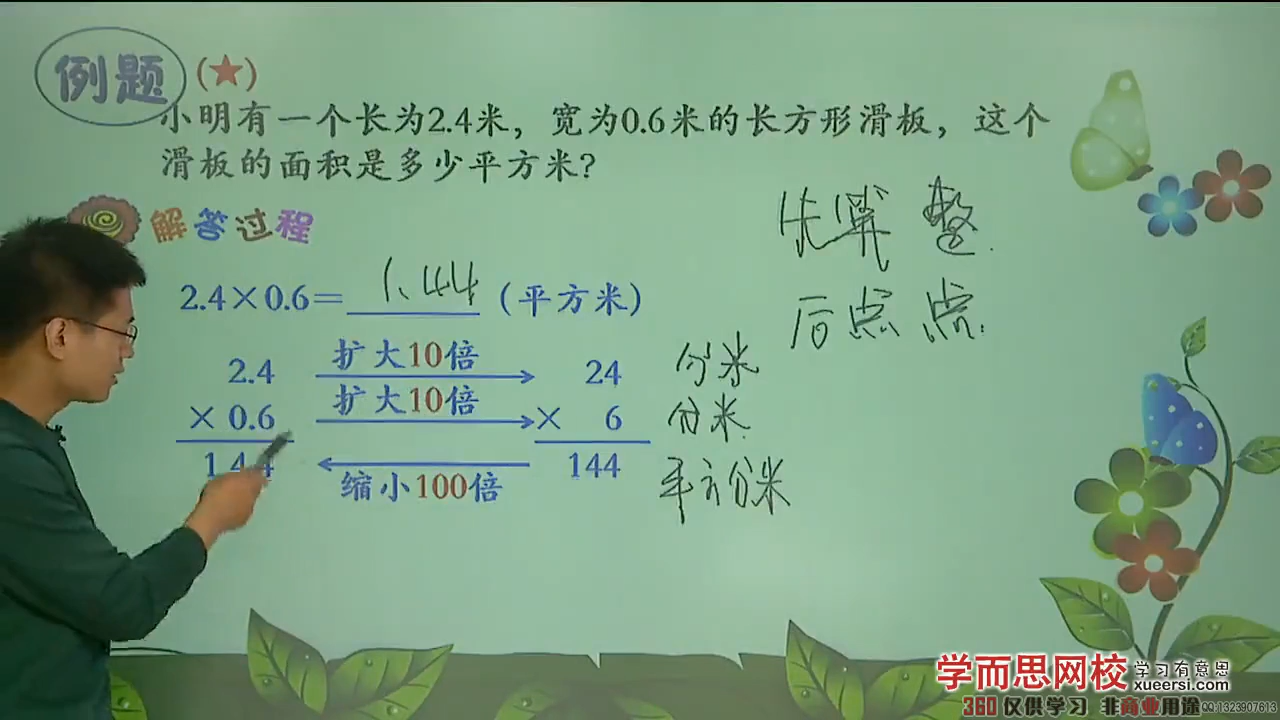 例题 (★)
小明有一个长为2.4米，宽为0.6米的长方形滑板，这个
滑板的面积是多少平方米？
解答过程
先算 整.
后点 点.
2.4×0.6=1.44(平方米)
2.4 扩大10倍 24 分米
× 0.6 扩大10倍 × 6 分米
1.44 缩小100倍 144 平方分米
学而思网校 学习有意思
xueersi.com
360 仅供学习 非商业用途 QQ:1323907613